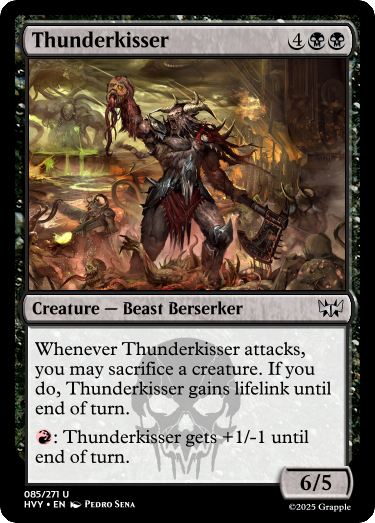 Thunderkisser 4
Creature — Beast Berserker
Whenever Thunderkisser attacks,
you may sacrifice a creature. If you
do, Thunderkisser gains lifelink until
end of turn.
: Thunderkisser gets +1/-1 until
end of turn.
6/5
085/271 U
HVY • EN Pedro Sena
©2025 Grapple